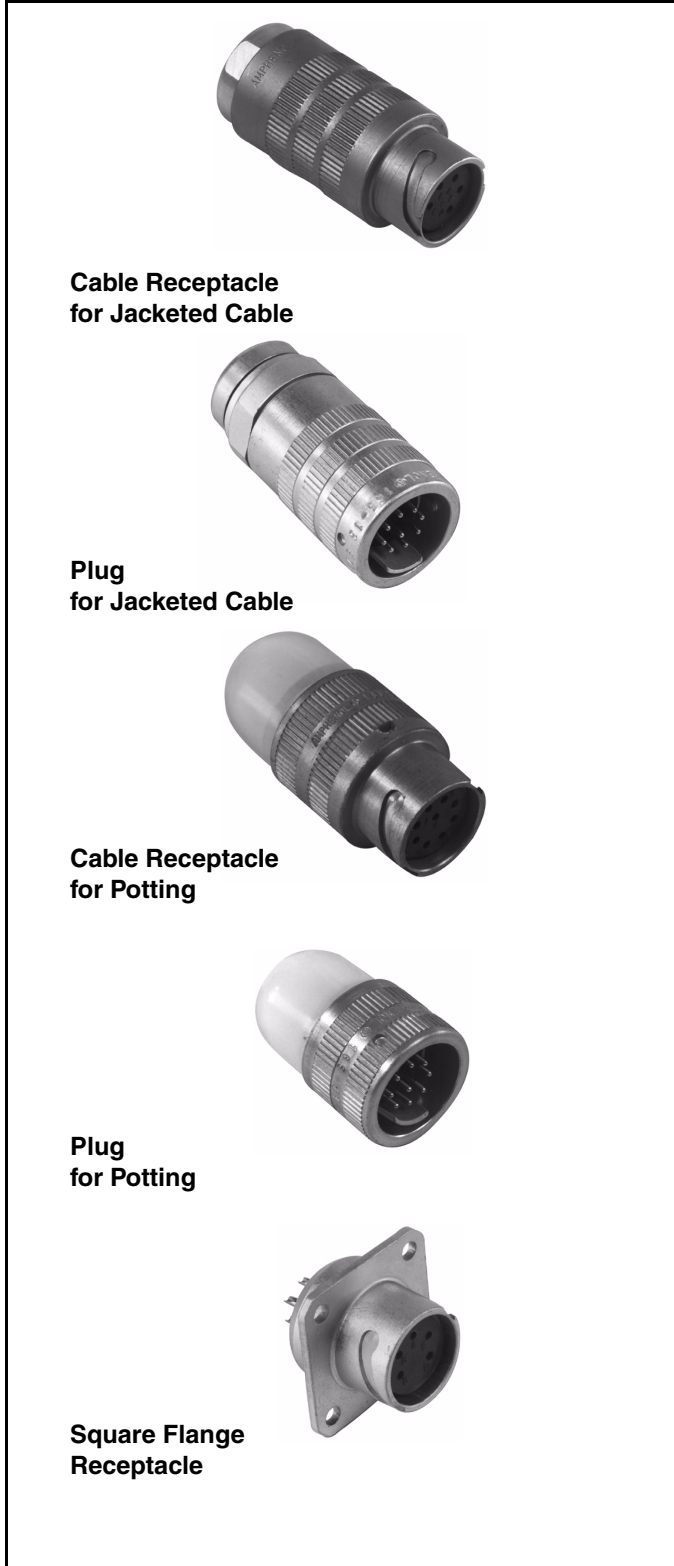 AMPHENOL
Cable Receptacle
for Jacketed Cable
Plug
for Jacketed Cable
Cable Receptacle
for Potting
Plug
for Potting
Square Flange
Receptacle